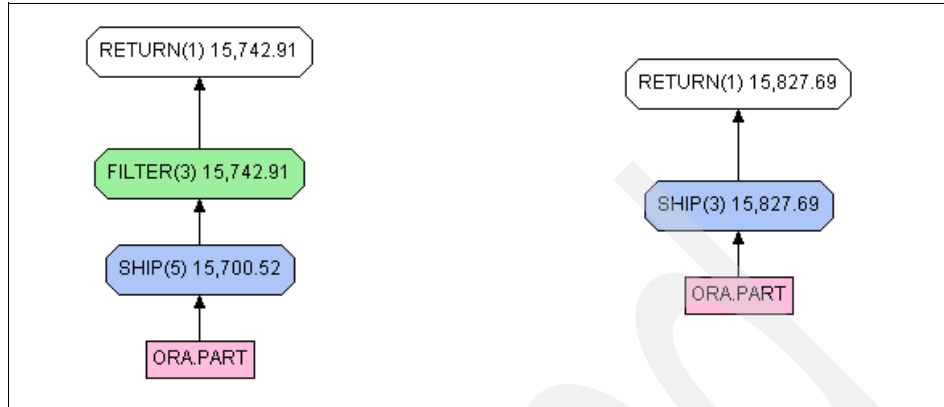 RETURN(1) 15,742.91
FILTER(3) 15,742.91
SHIP(5) 15,700.52
ORA.PART
RETURN(1) 15,827.69
SHIP(3) 15,827.69
ORA.PART